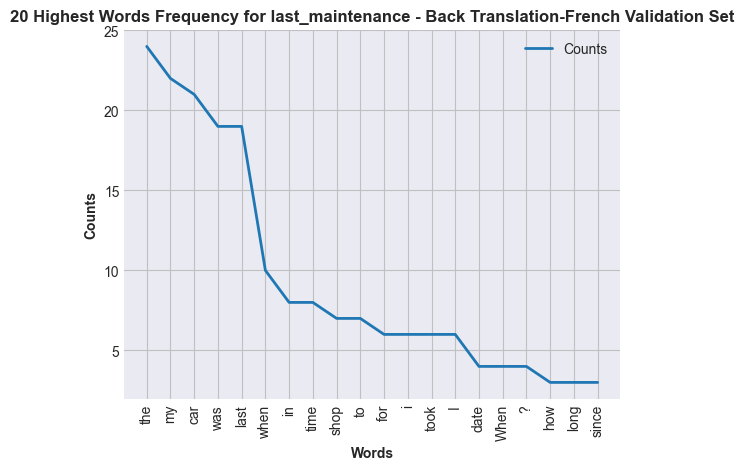 20 Highest Words Frequency for last_maintenance - Back Translation-French Validation Set
Counts
25
20
15
10
5
Counts
the
my
car
was
last
when
in
time
shop
to
for
i
took
I
date
When
?
how
long
since
Words